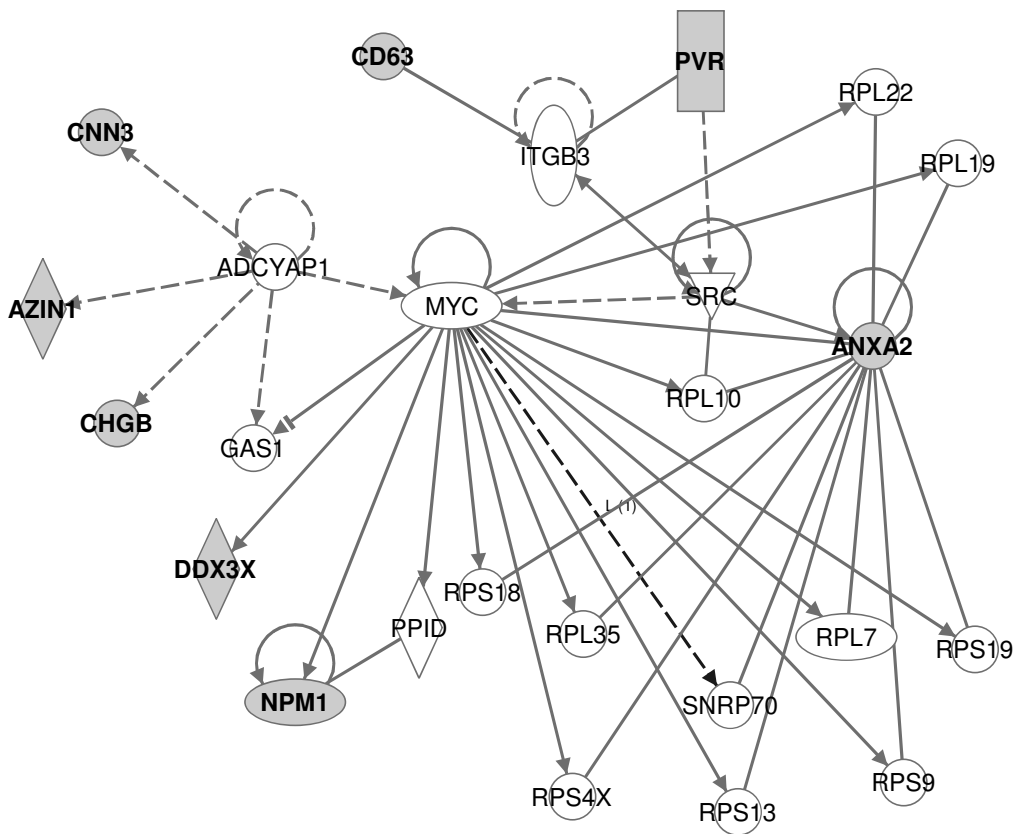 CD63
PVR
RPL22
CNN3
ITGB3
RPL19
ADCYAP1
AZIN1
MYC
SRC
ANXA2
CHGB
GAS1
RPL10
L (1)
DDX3X
RPS18
PPID
RPL35
RPL7
RPS19
NPM1
SNRP70
RPS4X
RPS13
RPS9